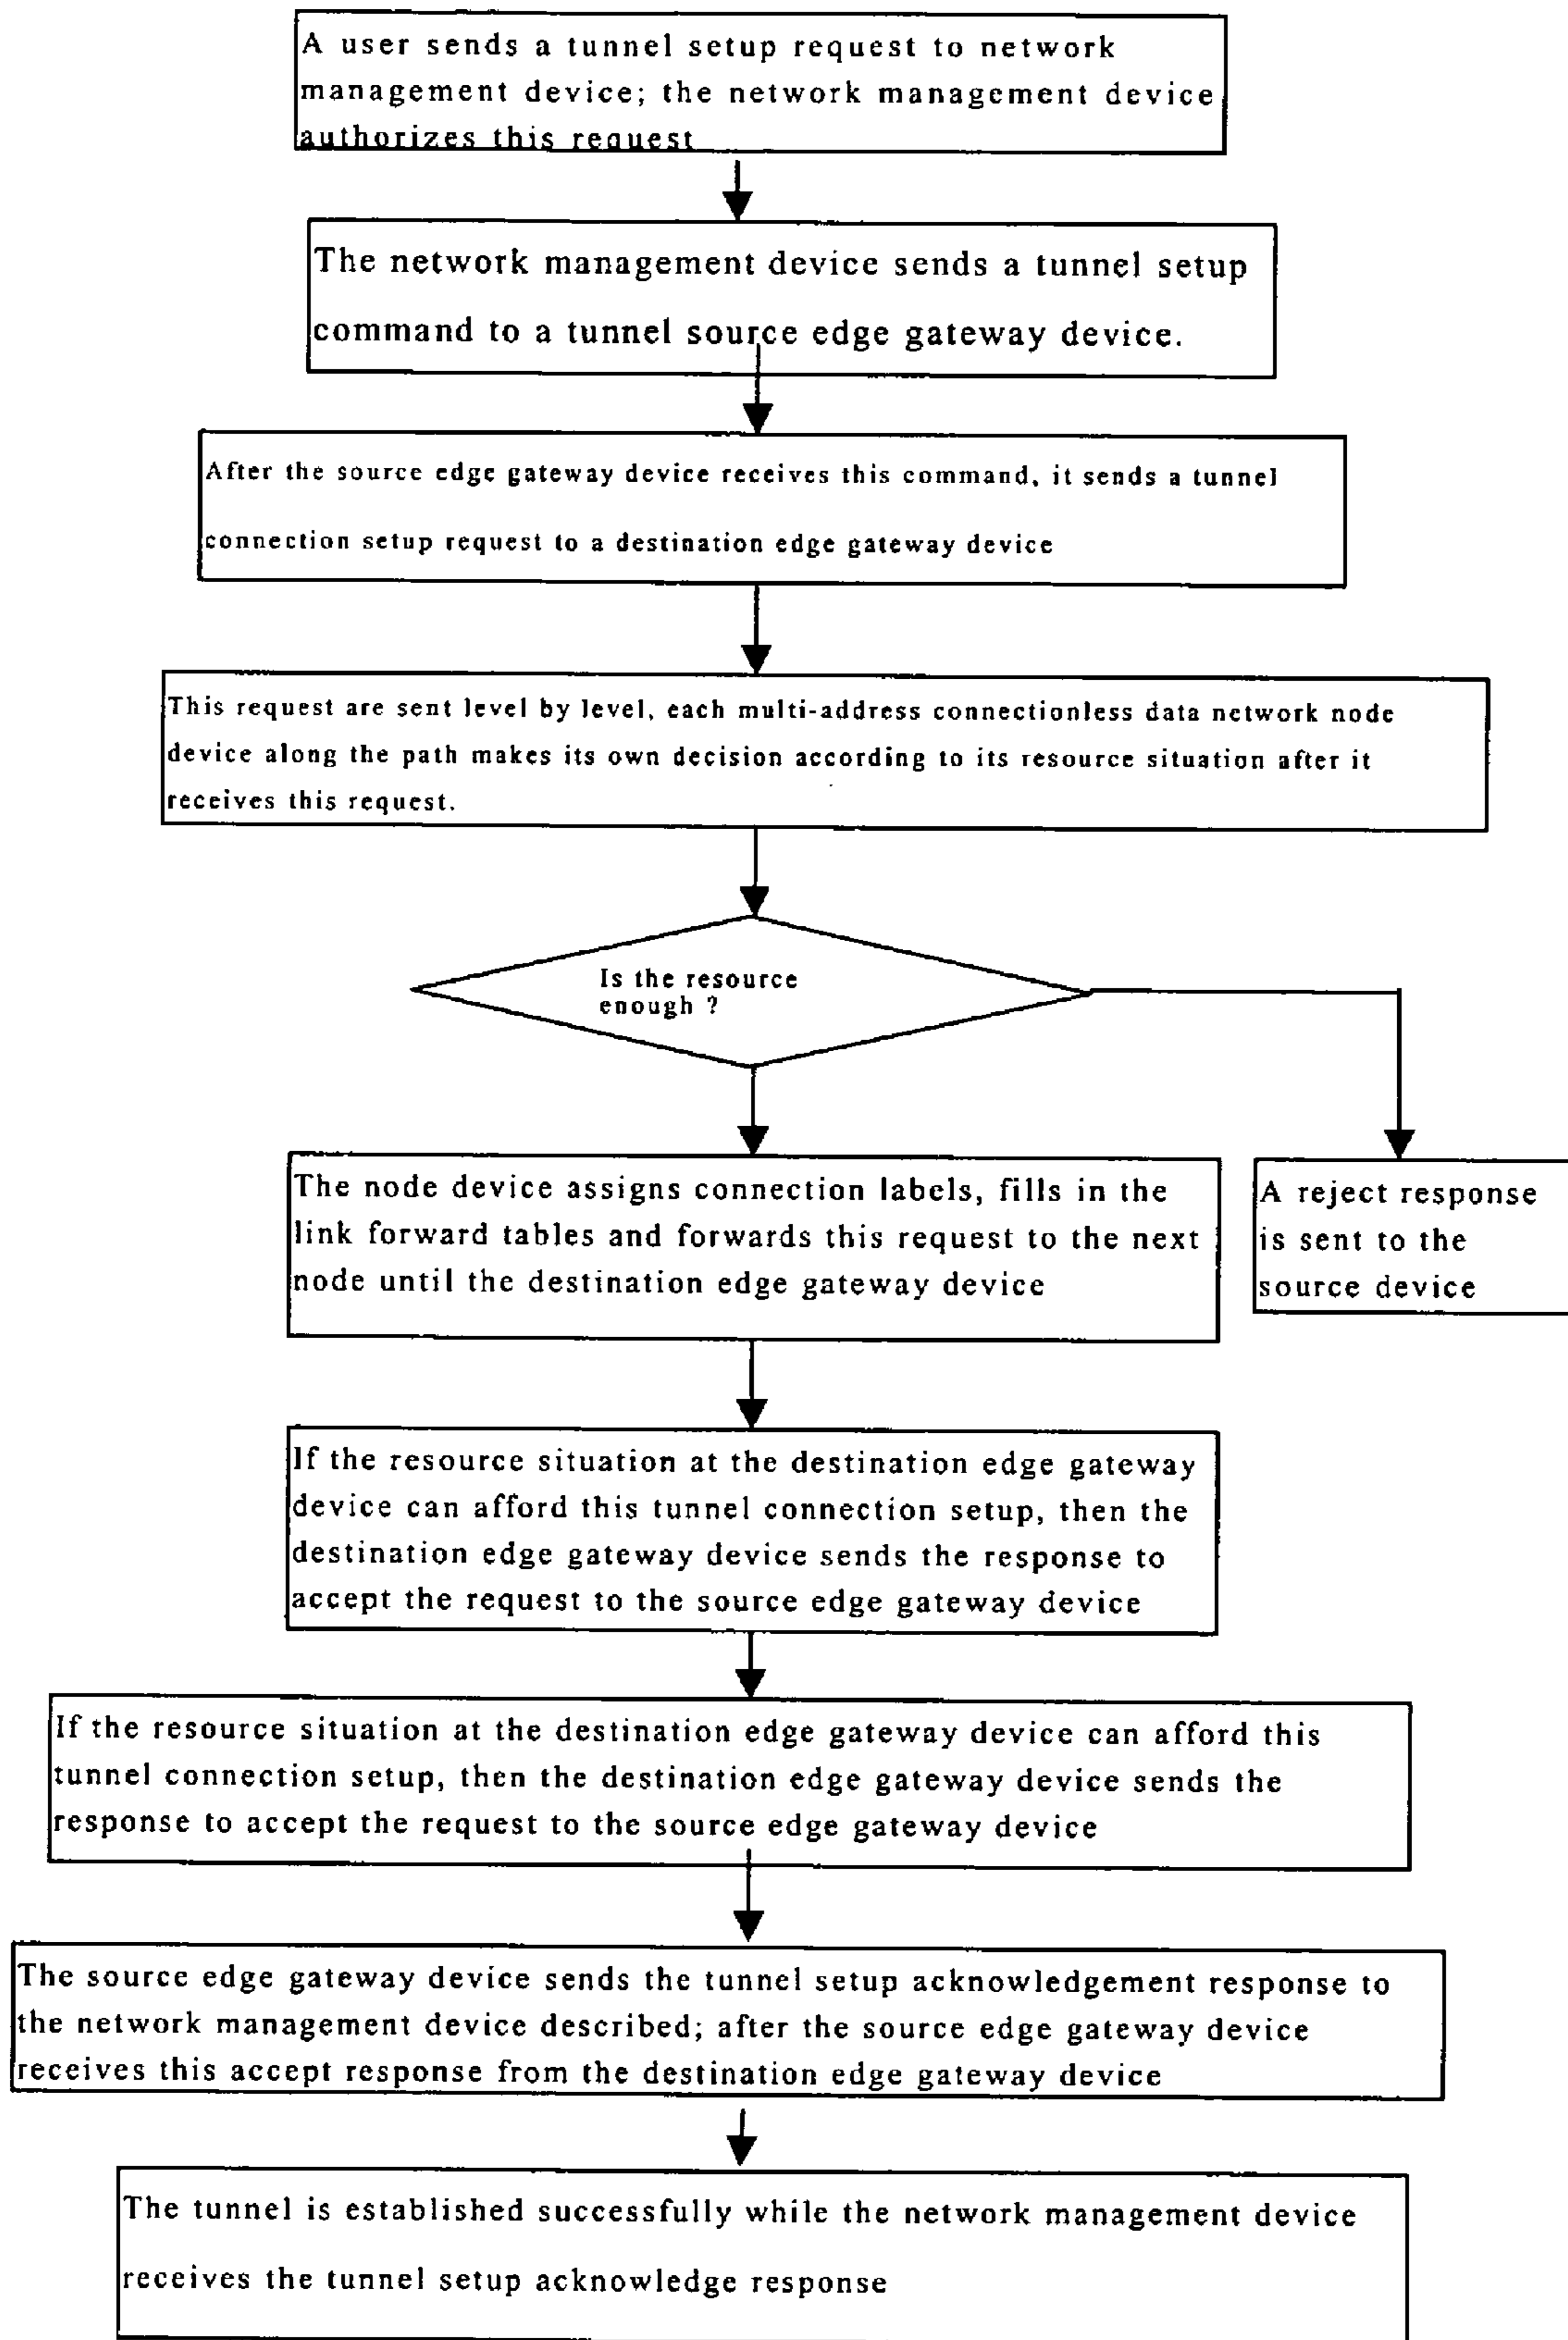 A user sends a tunnel setup request to network
management device; the network management device
authorizes this request
The network management device sends a tunnel setup
command to a tunnel source edge gateway device.
After the source edge gateway device receives this command, it sends a tunnel
connection setup request to a destination edge gateway device
This request are sent level by level, each multi-address connectionless data network node
device along the path makes its own decision according to its resource situation after it
receives this request.
Is the resource
enough ?
The node device assigns connection labels, fills in the
link forward tables and forwards this request to the next
node until the destination edge gateway device
A reject response
is sent to the
source device
If the resource situation at the destination edge gateway
device can afford this tunnel connection setup, then the
destination edge gateway device sends the response to
accept the request to the source edge gateway device
If the resource situation at the destination edge gateway device can afford this
tunnel connection setup, then the destination edge gateway device sends the
response to accept the request to the source edge gateway device
The source edge gateway device sends the tunnel setup acknowledgement response to
the network management device described; after the source edge gateway device
receives this accept response from the destination edge gateway device
The tunnel is established successfully while the network management device
receives the tunnel setup acknowledge response